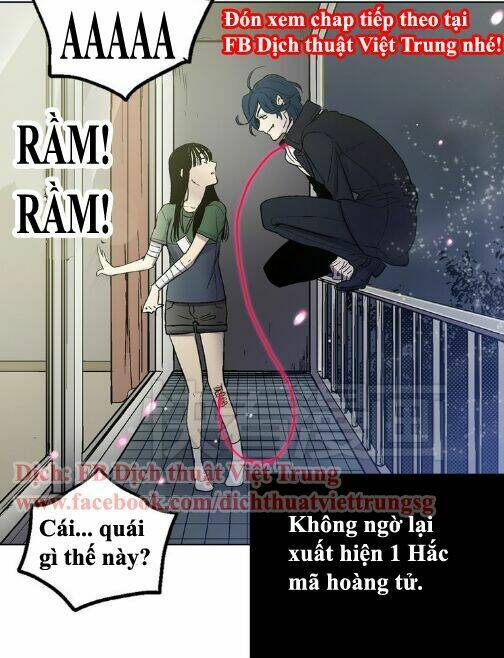 AAAAA
Đón xem chap tiếp theo tại
FB Dịch thuật Việt Trung nhé!
RẦM!
RẦM!
Dịch: FB Dịch thuật Việt Trung
www.facebook.com/dichthuatviettrungsg
Cái... quái
gì thế này?
Không ngờ lại
xuất hiện 1 Hắc
mã hoàng tử.